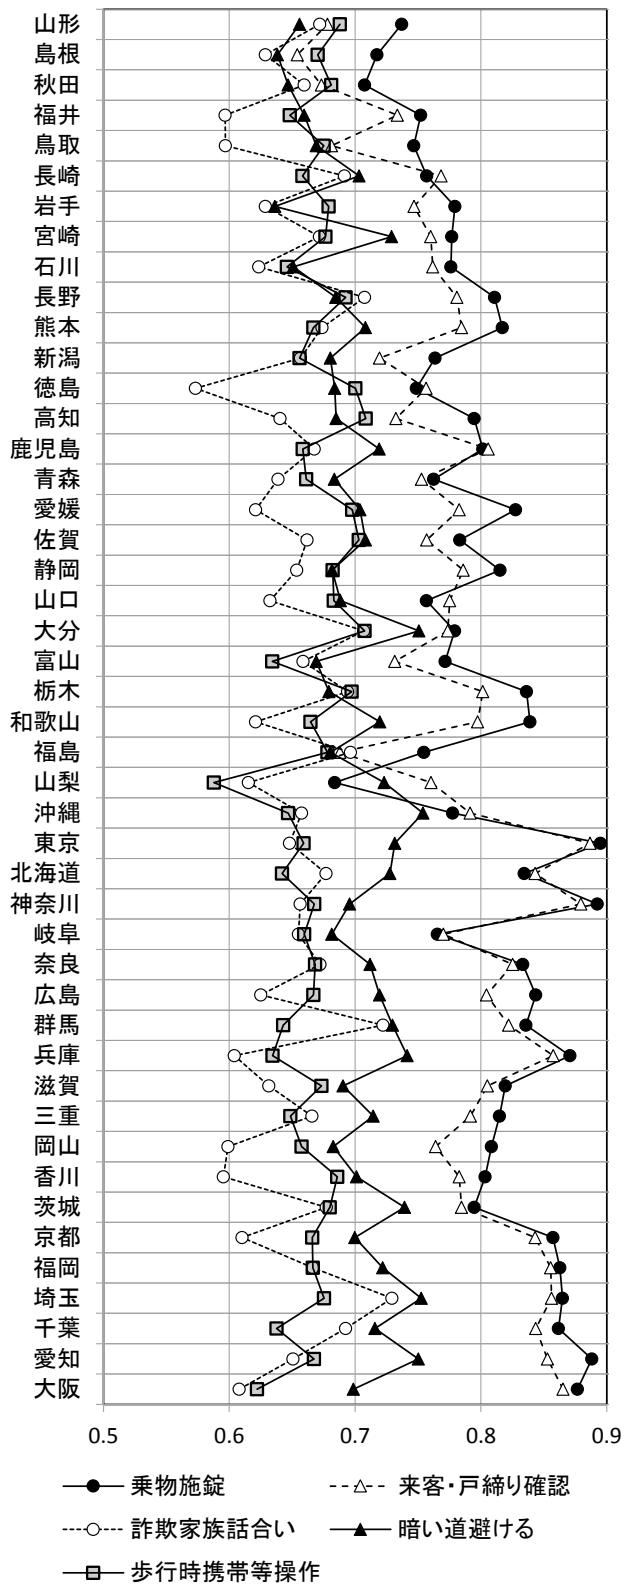 山形
島根
秋田
福井
鳥取
長崎
岩手
宮崎
石川
長野
熊本
新潟
徳島
高知
鹿児島
青森
愛媛
佐賀
静岡
山口
大分
富山
栃木
和歌山
福島
山梨
沖縄
東京
北海道
神奈川
岐阜
奈良
広島
群馬
兵庫
滋賀
三重
岡山
香川
茨城
京都
福岡
埼玉
千葉
愛知
大阪
0.5 0.6 0.7 0.8 0.9
乗物施錠 来客・戸締り確認
詐欺家族話合い 暗い道避ける
歩行時携帯等操作